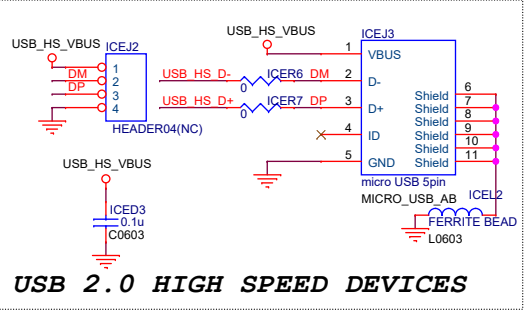 USB_HS_VBUS
ICEJ2
1
DM
2
DP
3
4
HEADER04(NC)
USB_HS_VBUS
ICEJ3
1
VBUS
USB_HS_D-
ICER6
DM
2
D-
0
USB_HS_D+
ICER7
DP
3
D+
0
4
ID
5
GND
Shield
6
Shield
7
Shield
8
Shield
9
Shield
10
Shield
11
micro USB 5pin
MICRO_USB_AB
ICEL2
FERRITE BEAD
L0603
USB_HS_VBUS
ICED3
0.1u
C0603
USB 2.0 HIGH SPEED DEVICES